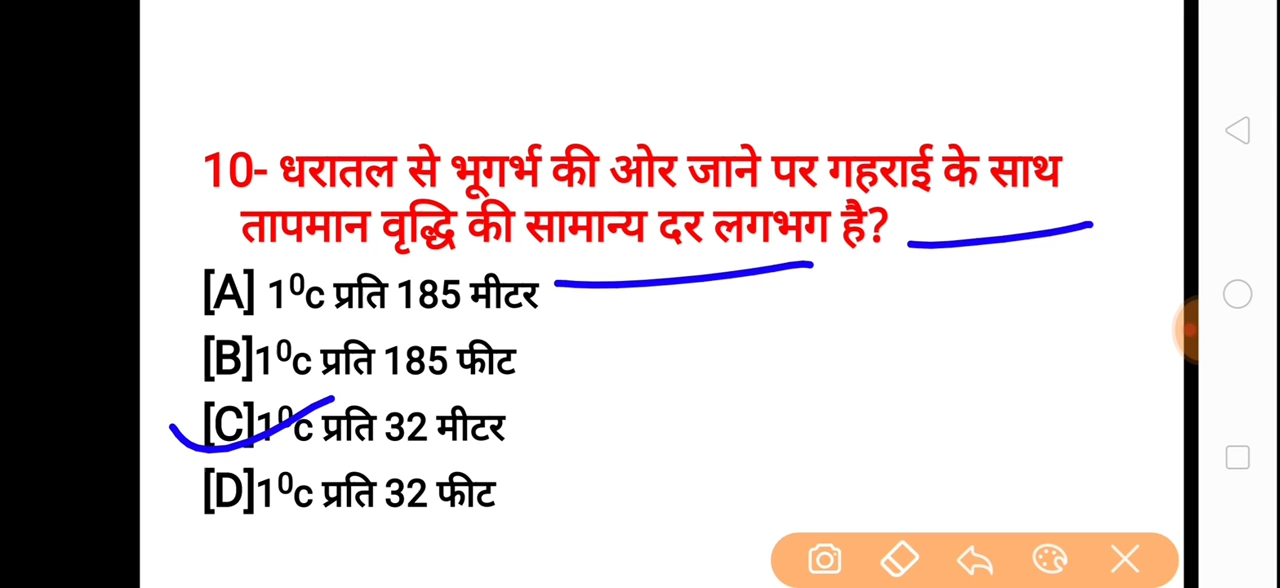 10- धरातल से भूगर्भ की ओर जाने पर गहराई के साथ
तापमान वृद्धि की सामान्य दर लगभग है?
[A] 1⁰c प्रति 185 मीटर
[B]1⁰c प्रति 185 फीट
[C]1⁰c प्रति 32 मीटर
[D]1⁰c प्रति 32 फीट